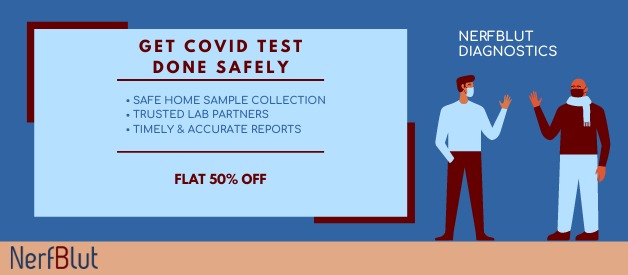 GET COVID TEST
DONE SAFELY
• SAFE HOME SAMPLE COLLECTION
• TRUSTED LAB PARTNERS
• TIMELY & ACCURATE REPORTS
FLAT 50% OFF
NERFBLUT
DIAGNOSTICS
NerfBlut